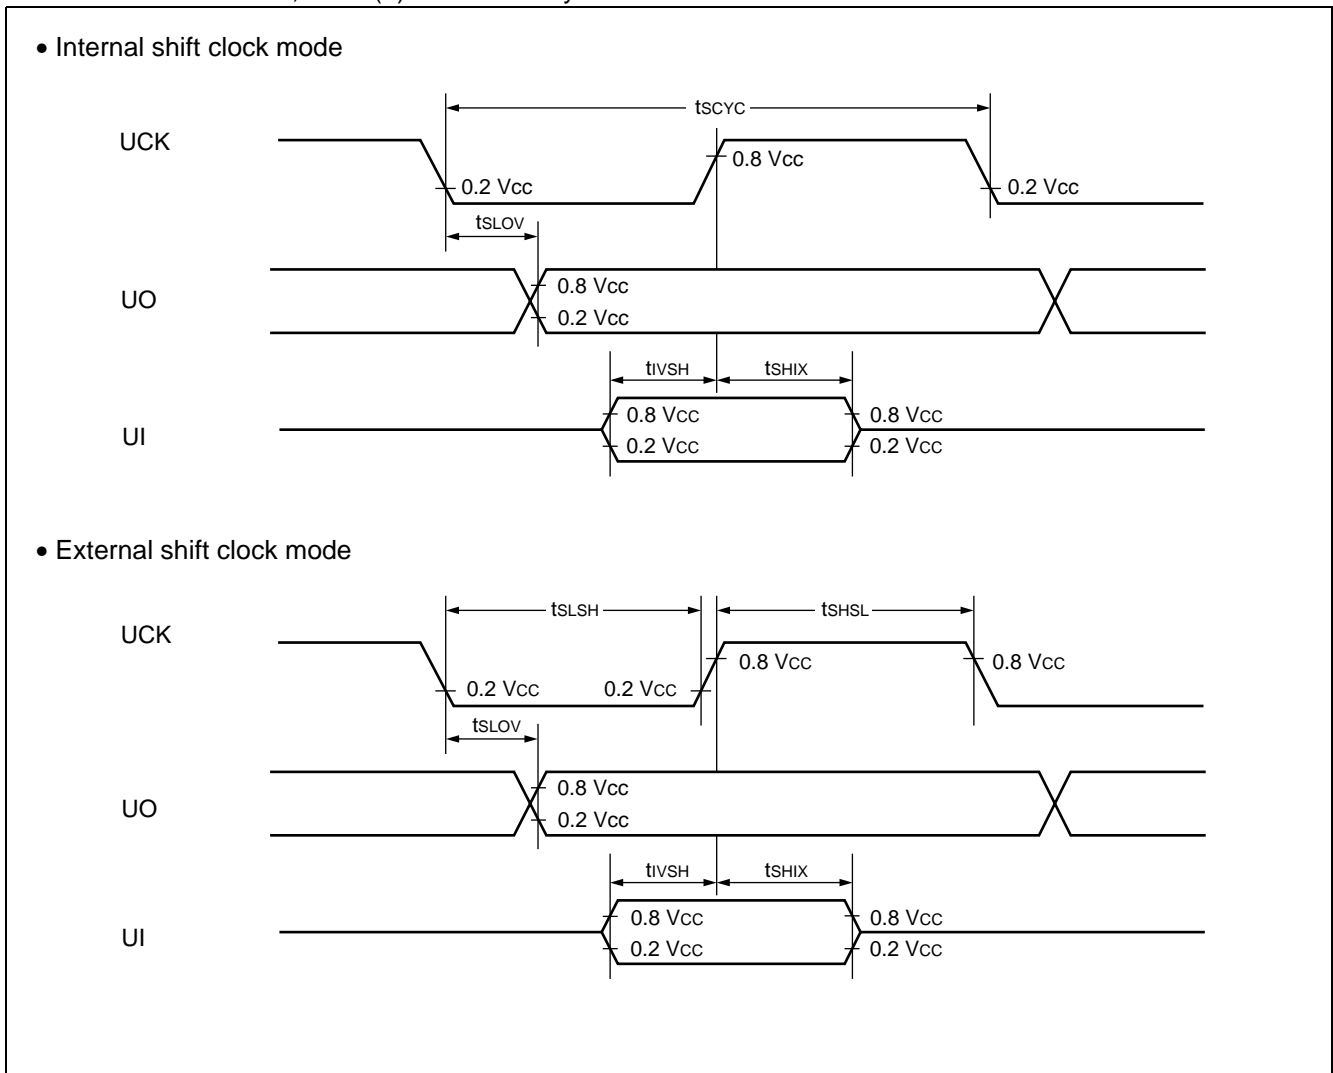 • Internal shift clock mode
tSCYC
UCK
0.8 Vcc
0.2 Vcc
0.2 Vcc
tSLOV
UO
0.8 Vcc
0.2 Vcc
tIVSH
tSHIX
UI
0.8 VCC
0.8 VCC
0.2 VCC
0.2 VCC
• External shift clock mode
tSLSH
tSHSL
UCK
0.8 VCC
0.8 VCC
0.2 VCC
0.2 VCC
tSLOV
UO
0.8 Vcc
0.2 Vcc
tIVSH
tSHIX
UI
0.8 VCC
0.8 VCC
0.2 VCC
0.2 VCC